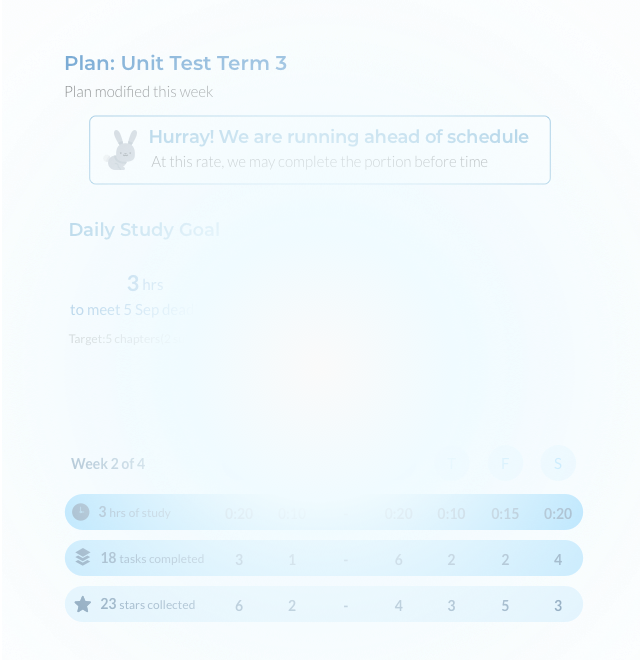 Plan: Unit Test Term 3
Plan modified this week
Hurray! We are running ahead of schedule
At this rate, we may complete the portion before time
Daily Study Goal
3 hrs
to meet 5 Sep
Target:5 chapters
Week 2 of 4 T F S
3 hrs of study 0:20 0:10 0:20 0:10 0:15 0:20
18 tasks completed 3 1 - 6 2 2 4
23 stars collected 6 2 - 4 3 5 3